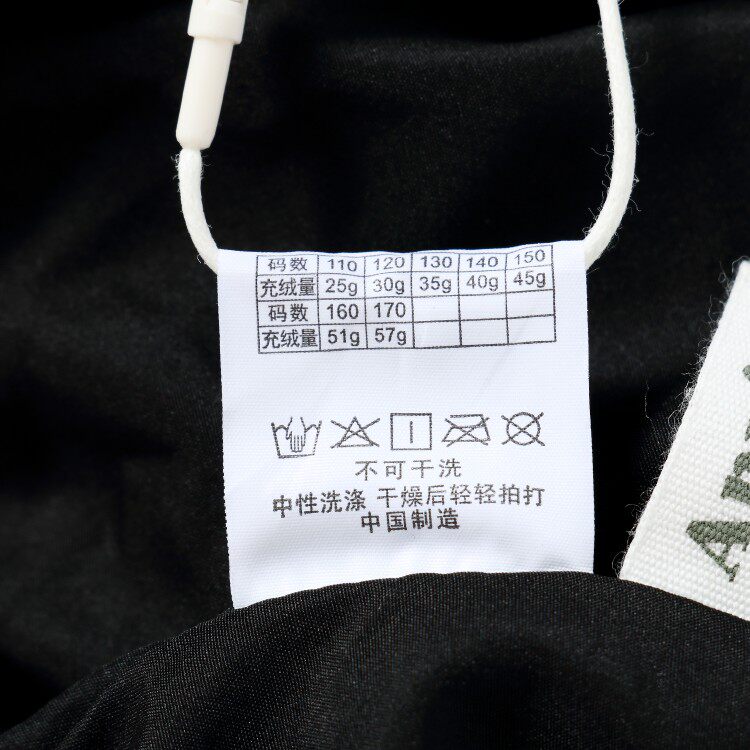 码数 110 120 130 140 150
充绒量 25g 30g 35g 40g 45g
码数 160 170
充绒量 51g 57g
不可干洗
中性洗涤 干燥后轻轻拍打
中国制造